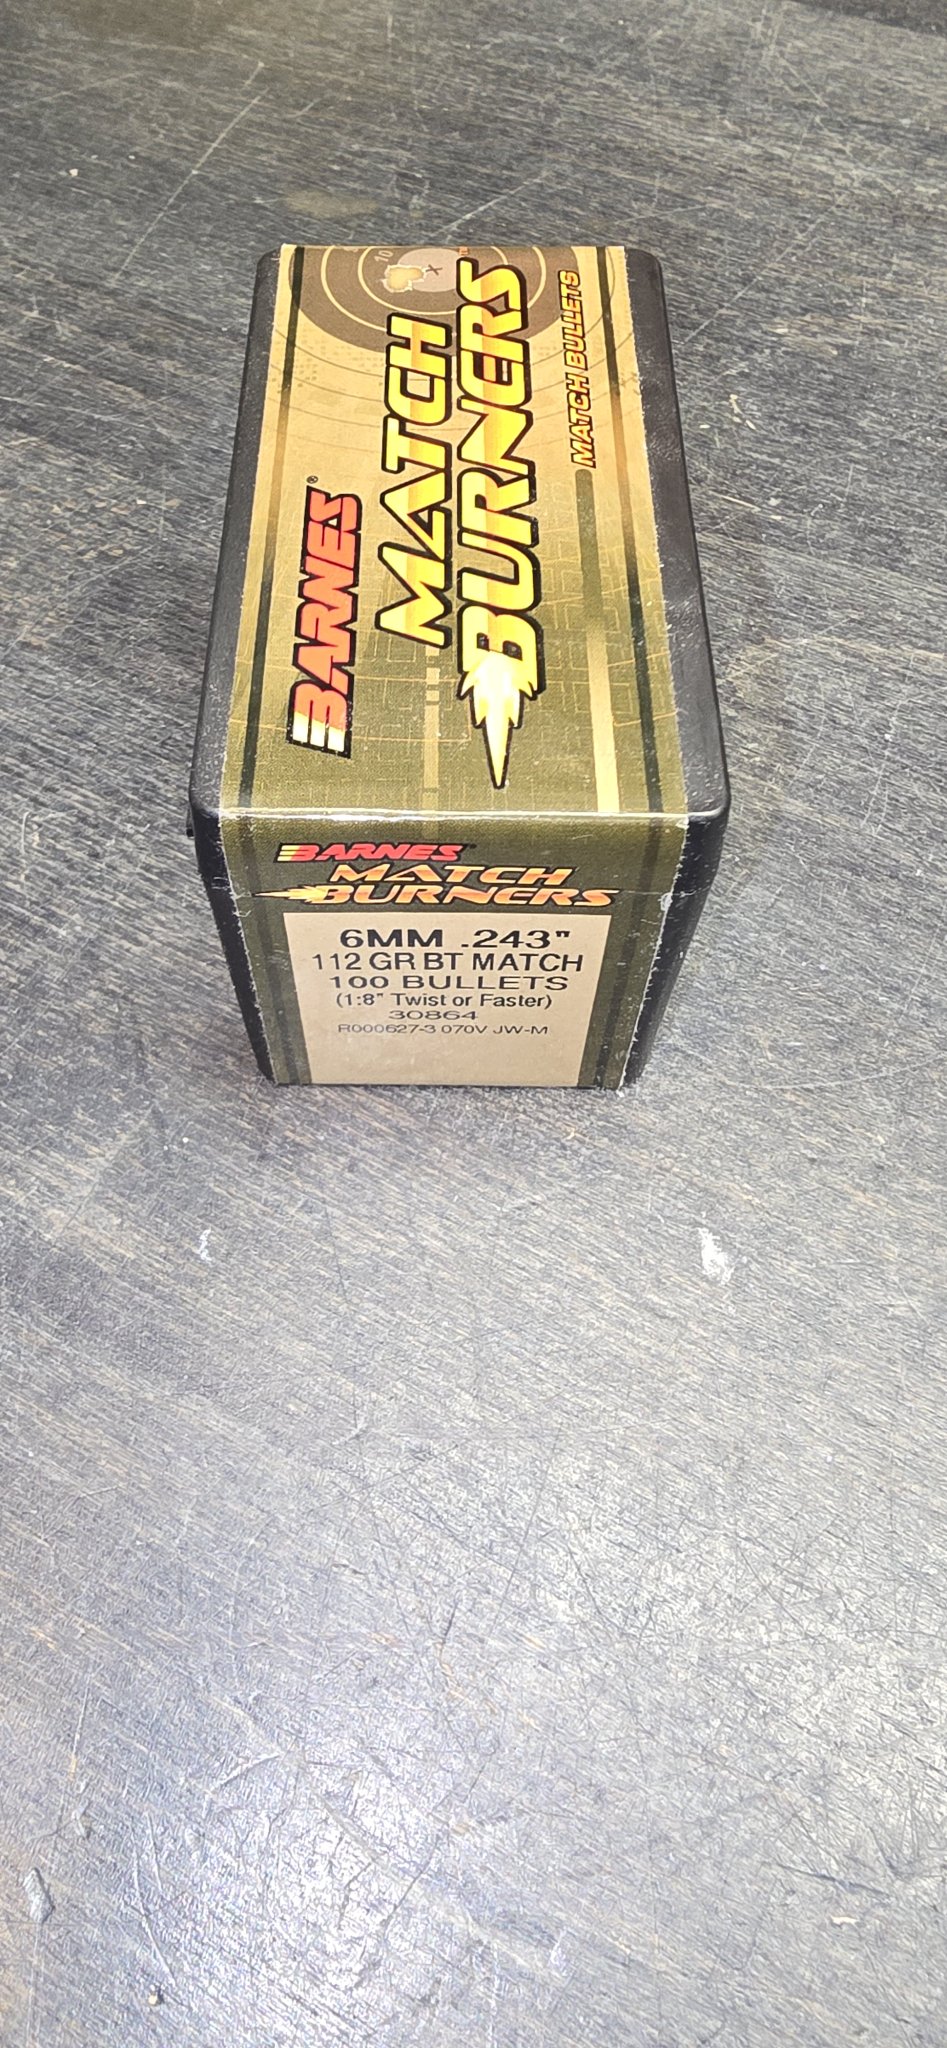 10 X
BARNES®
MATCH
BURNERS
MATCH BULLETS
BARNES
MATCH
BURNERS
6MM .243"
112 GR BT MATCH
100 BULLETS
(1:8" Twist or Faster)
30864
R000627-3 070V JW-M